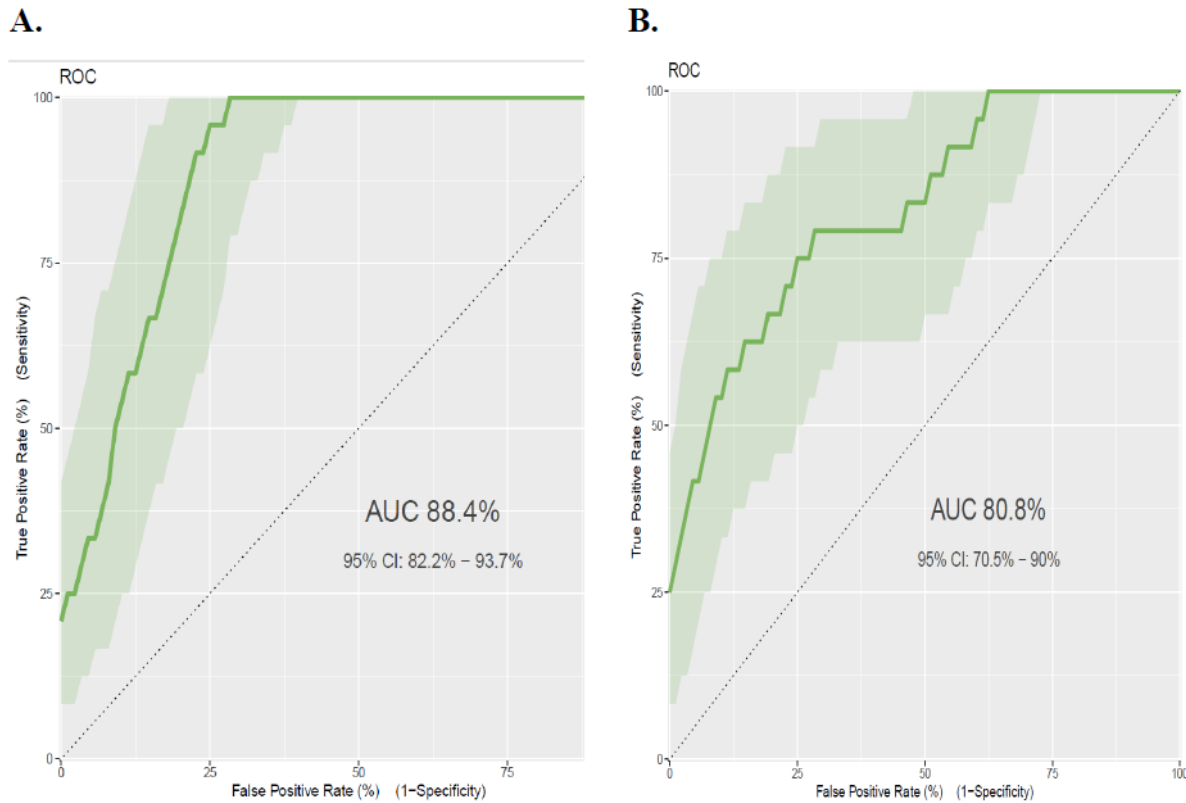 A.
ROC
100
75
50
25
0
True Positive Rate (%) (Sensitivity)
AUC 88.4%
95% CI: 82.2% − 93.7%
0 25 50 75
False Positive Rate (%) (1-Specificity)
B.
ROC
100
75
50
25
0
True Positive Rate (%) (Sensitivity)
AUC 80.8%
95% CI: 70.5% − 90%
0 25 50 75 100
False Positive Rate (%) (1-Specificity)